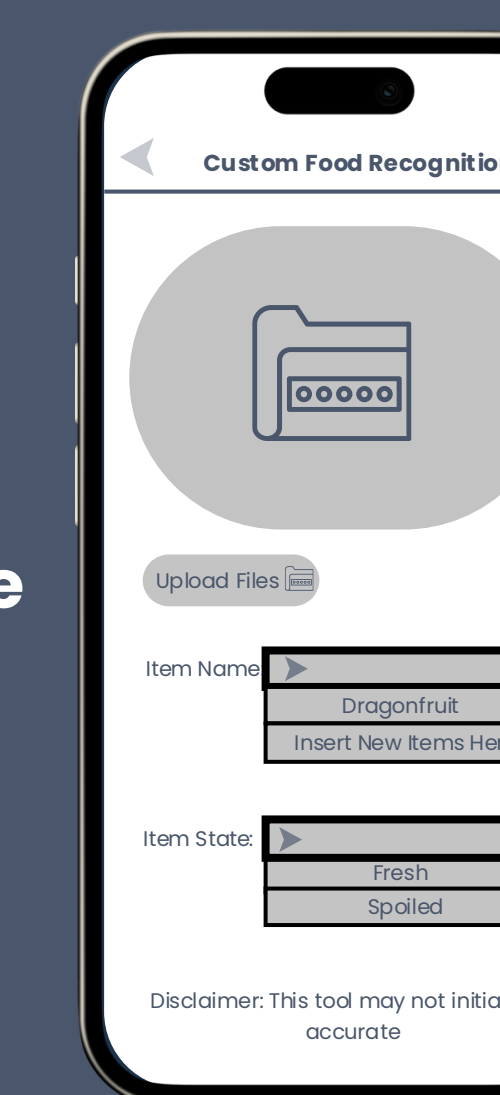 Custom Food Recognitio
e
Upload Files
Item Name
Dragonfruit
Insert New Items Her
Item State:
Fresh
Spoiled
Disclaimer: This tool may not initia
accurate